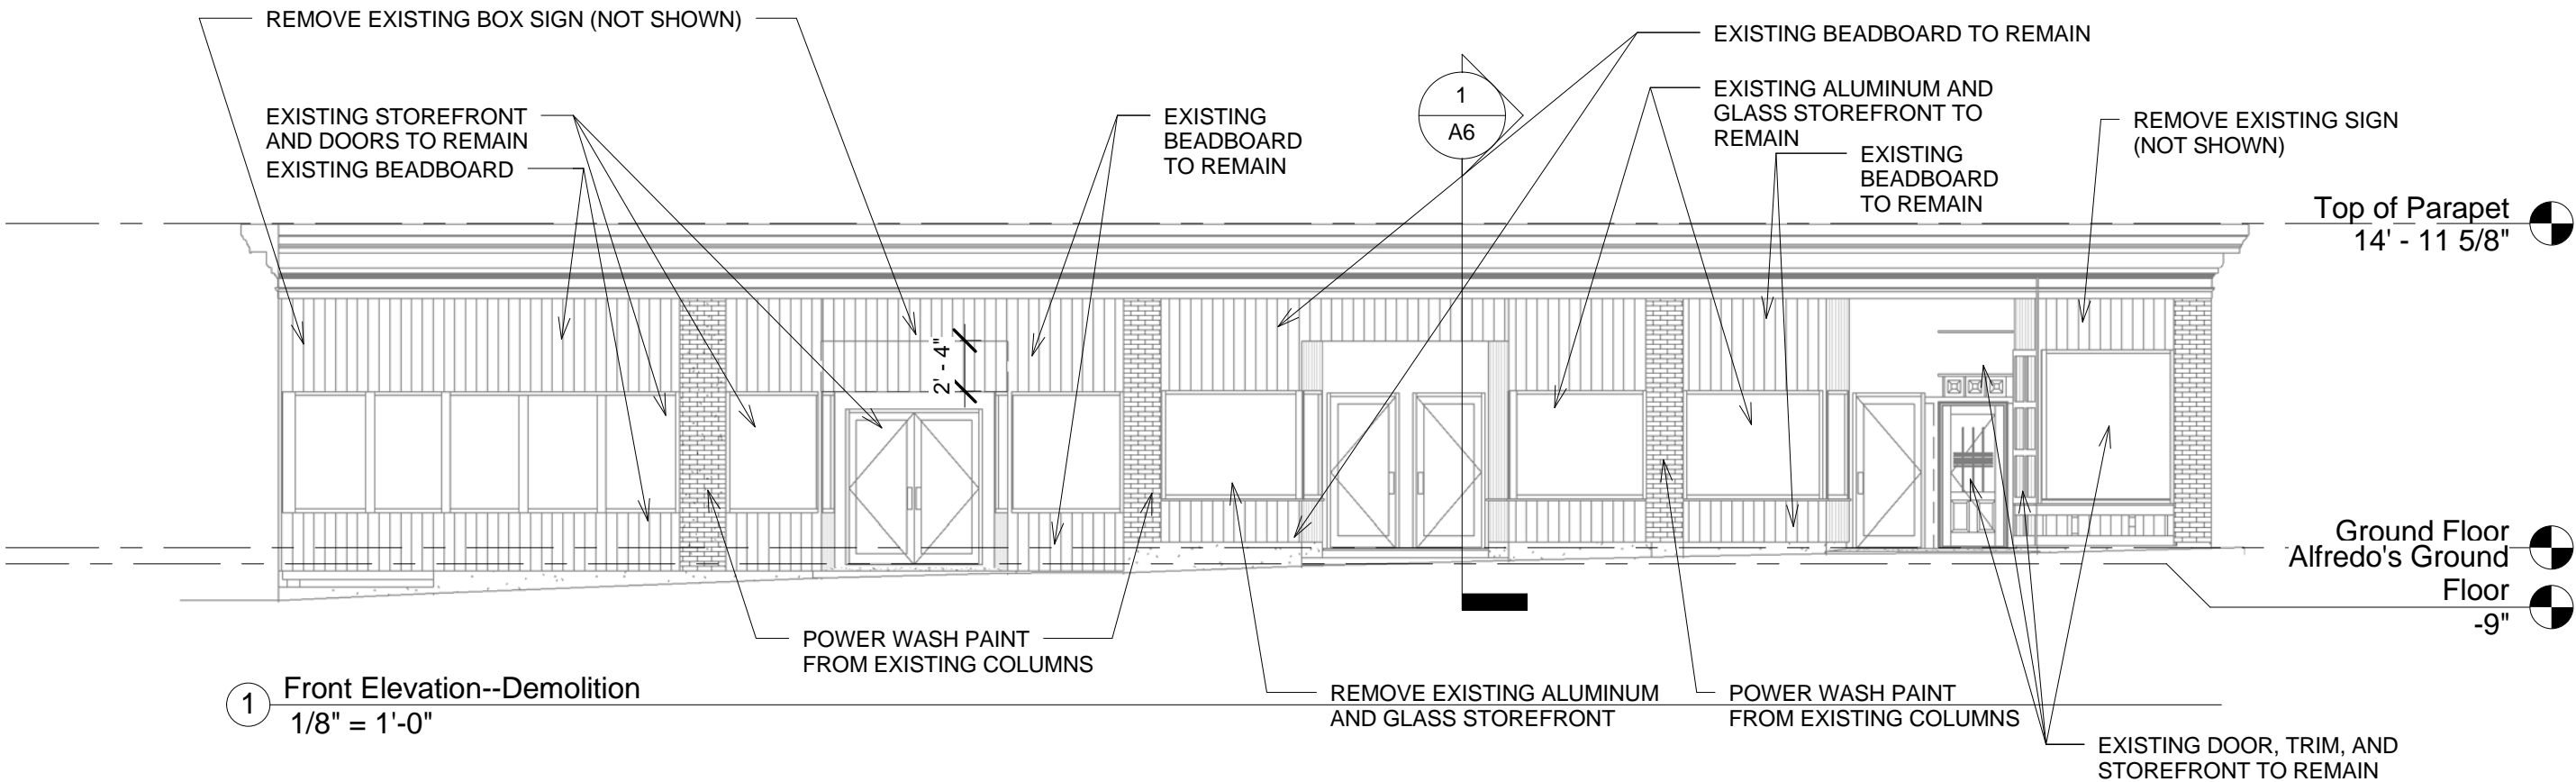 REMOVE EXISTING BOX SIGN (NOT SHOWN)
EXISTING STOREFRONT
AND DOORS TO REMAIN
EXISTING BEADBOARD
EXISTING
BEADBOARD
TO REMAIN
1
A6
EXISTING BEADBOARD TO REMAIN
EXISTING ALUMINUM AND
GLASS STOREFRONT TO
REMAIN
EXISTING
BEADBOARD
TO REMAIN
REMOVE EXISTING SIGN
(NOT SHOWN)
Top of Parapet
14' - 11 5/8"
2' - 4"
Ground Floor
Alfredo's Ground
Floor
-9"
POWER WASH PAINT
FROM EXISTING COLUMNS
REMOVE EXISTING ALUMINUM
AND GLASS STOREFRONT
POWER WASH PAINT
FROM EXISTING COLUMNS
EXISTING DOOR, TRIM, AND
STOREFRONT TO REMAIN
1
Front Elevation--Demolition
1/8" = 1'-0"